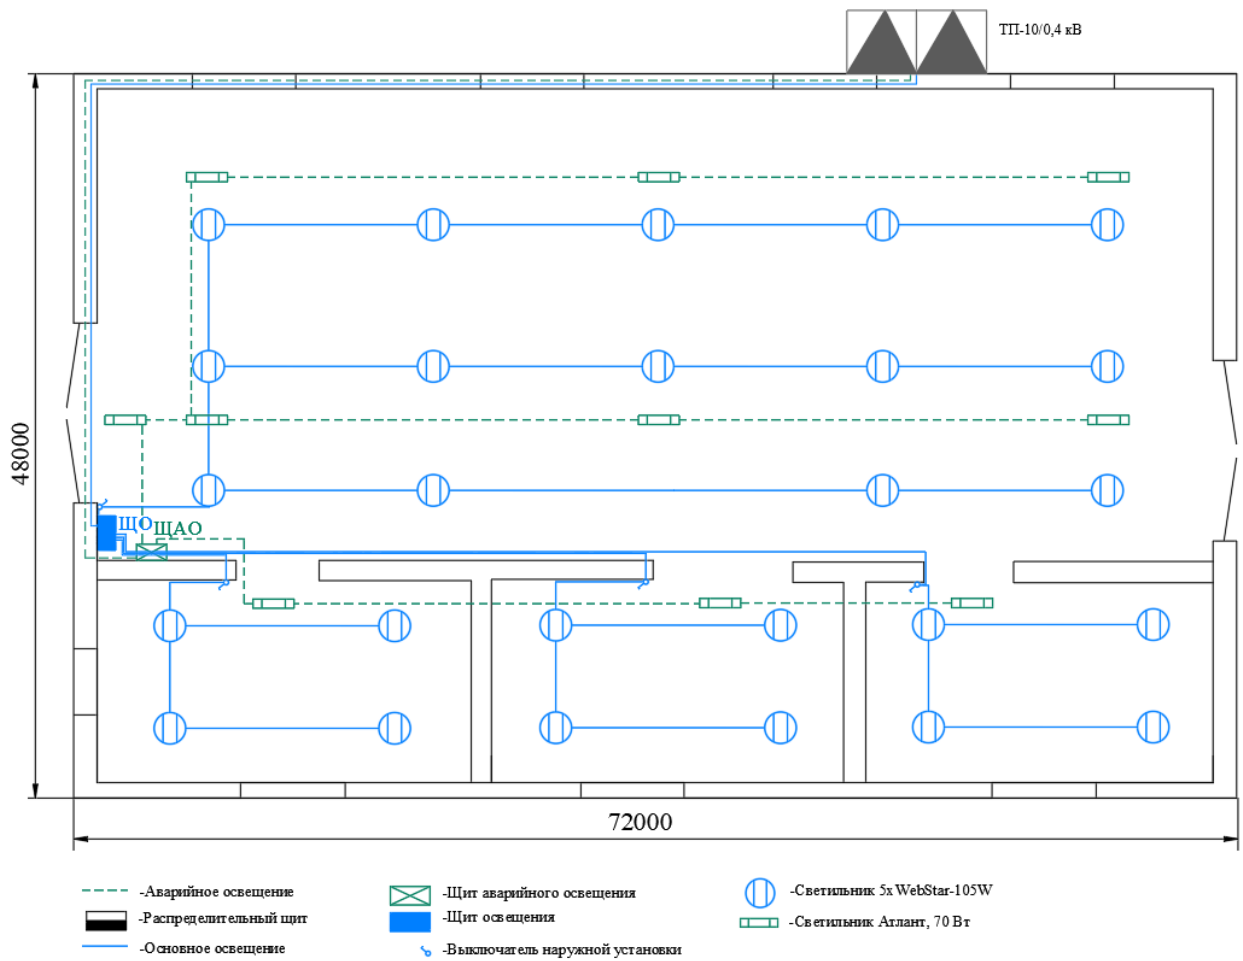 ТП-10/0,4 кВ
48000
ЩО
ЩАО
72000
-Аварийное освещение
-Распределительный щит
-Основное освещение
-Щит аварийного освещения
-Щит освещения
-Выключатель наружной установки
-Светильник 5x WebStar-105W
-Светильник Атлант, 70 Вт